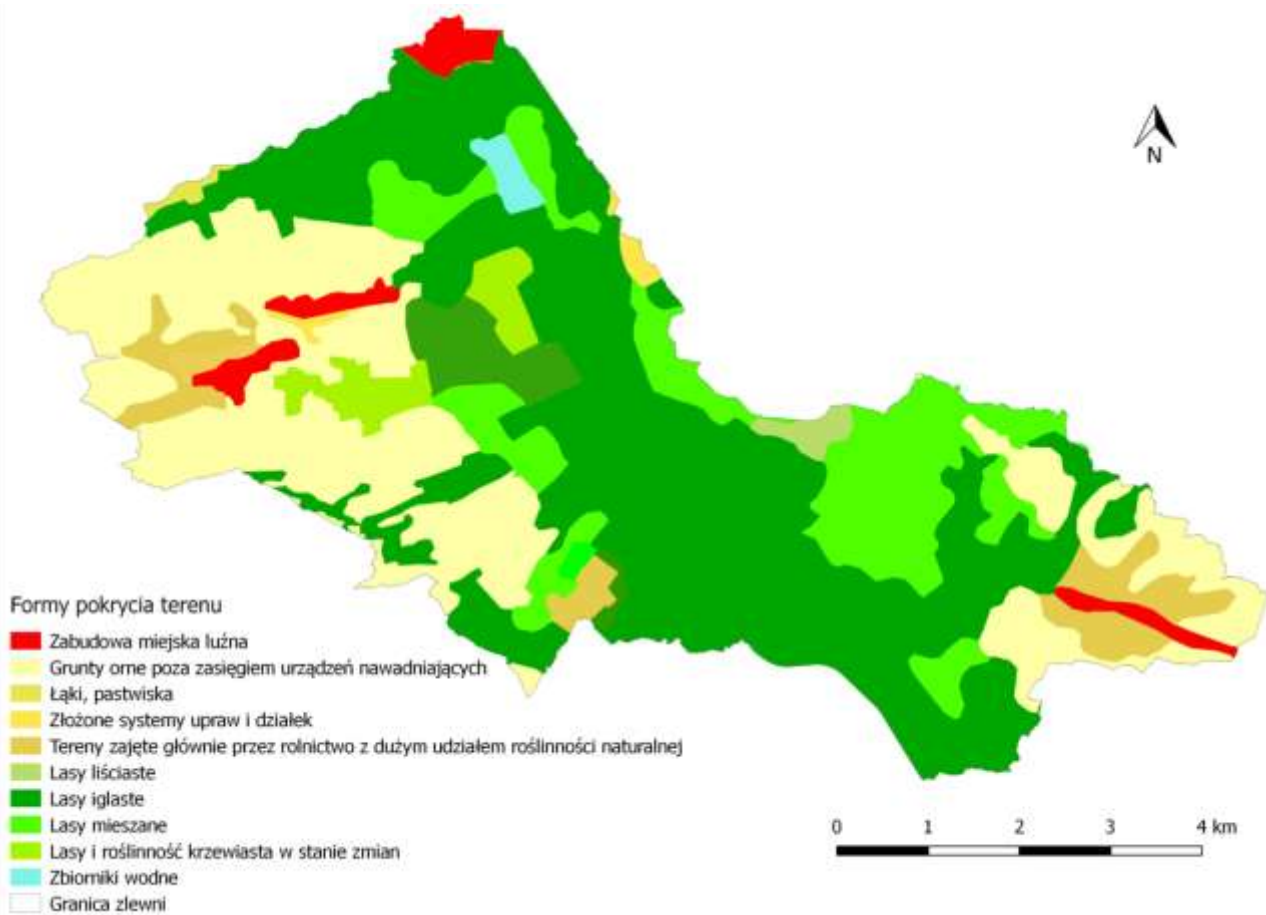 N
Formy pokrycia terenu
Zabudowa miejska luźna
Grunty orne poza zasięgiem urządzeń nawadniających
Łąki, pastwiska
Złożone systemy upraw i działek
Tereny zajęte głównie przez rolnictwo z dużym udziałem roślinności naturalnej
Lasy liściaste
Lasy iglaste
Lasy mieszane
Lasy i roślinność krzewiasta w stanie zmian
Zbiorniki wodne
Granica zlewni
0 1 2 3 4 km